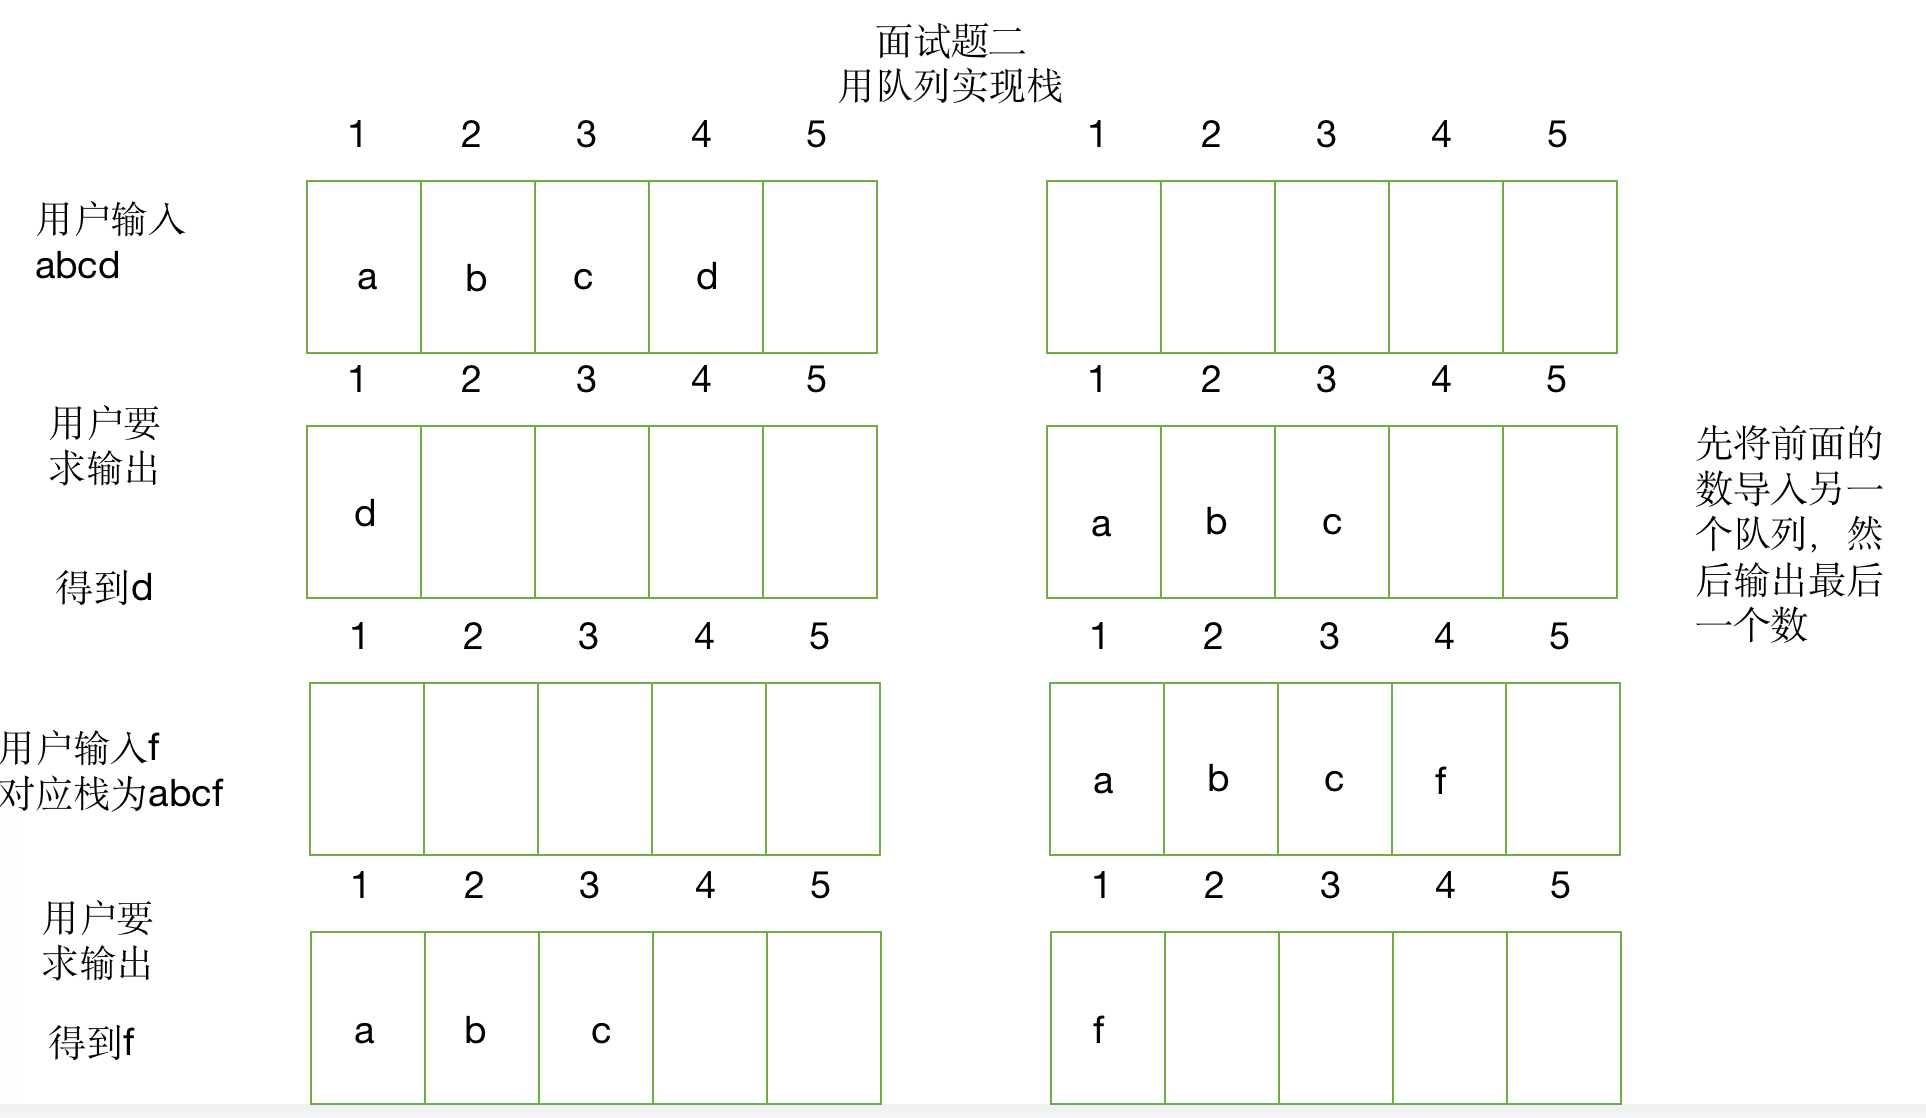 面试题二
用队列实现栈
1 2 3 4 5 1 2 3 4 5
用户输入
abcd
a b c d
1 2 3 4 5 1 2 3 4 5
用户要
求输出
得到d
d a b c
先将前面的
数导入另一
个队列，然
后输出最后
一个数
1 2 3 4 5 1 2 3 4 5
用户输入f
对应栈为abcf
a b c f
1 2 3 4 5 1 2 3 4 5
用户要
求输出
得到f
a b c f